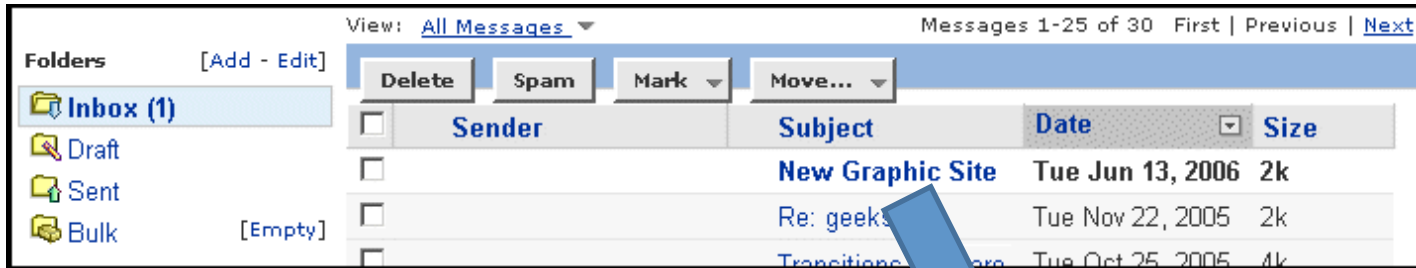 View: All Messages Messages 1-25 of 30 First | Previous | Next
Folders [Add - Edit]
Delete Spam Mark Move...
Inbox (1)
Sender Subject Date Size
Draft
New Graphic Site Tue Jun 13, 2006 2k
Sent
Re: geeks Tue Nov 22, 2005 2k
Bulk [Empty]
Transitions Tue Oct 25, 2005 4k